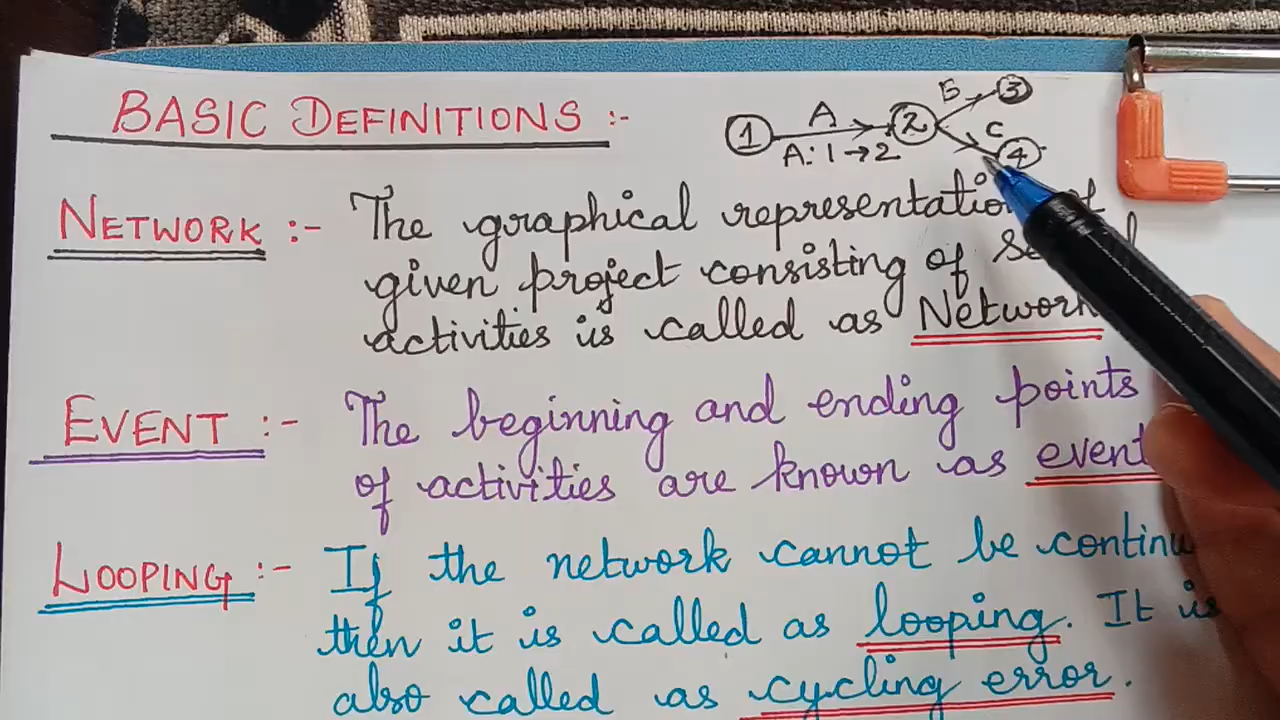 BASIC DEFINITIONS :-
1 A 2 B 3
A: 1 → 2 C 4
NETWORK :- The graphical representation of
given project consisting of
activities is called as Network
EVENT :- The beginning and ending points
of activities are known as event
LOOPING :- If the network cannot be continu
then it is called as looping. It is
also called as cycling error.